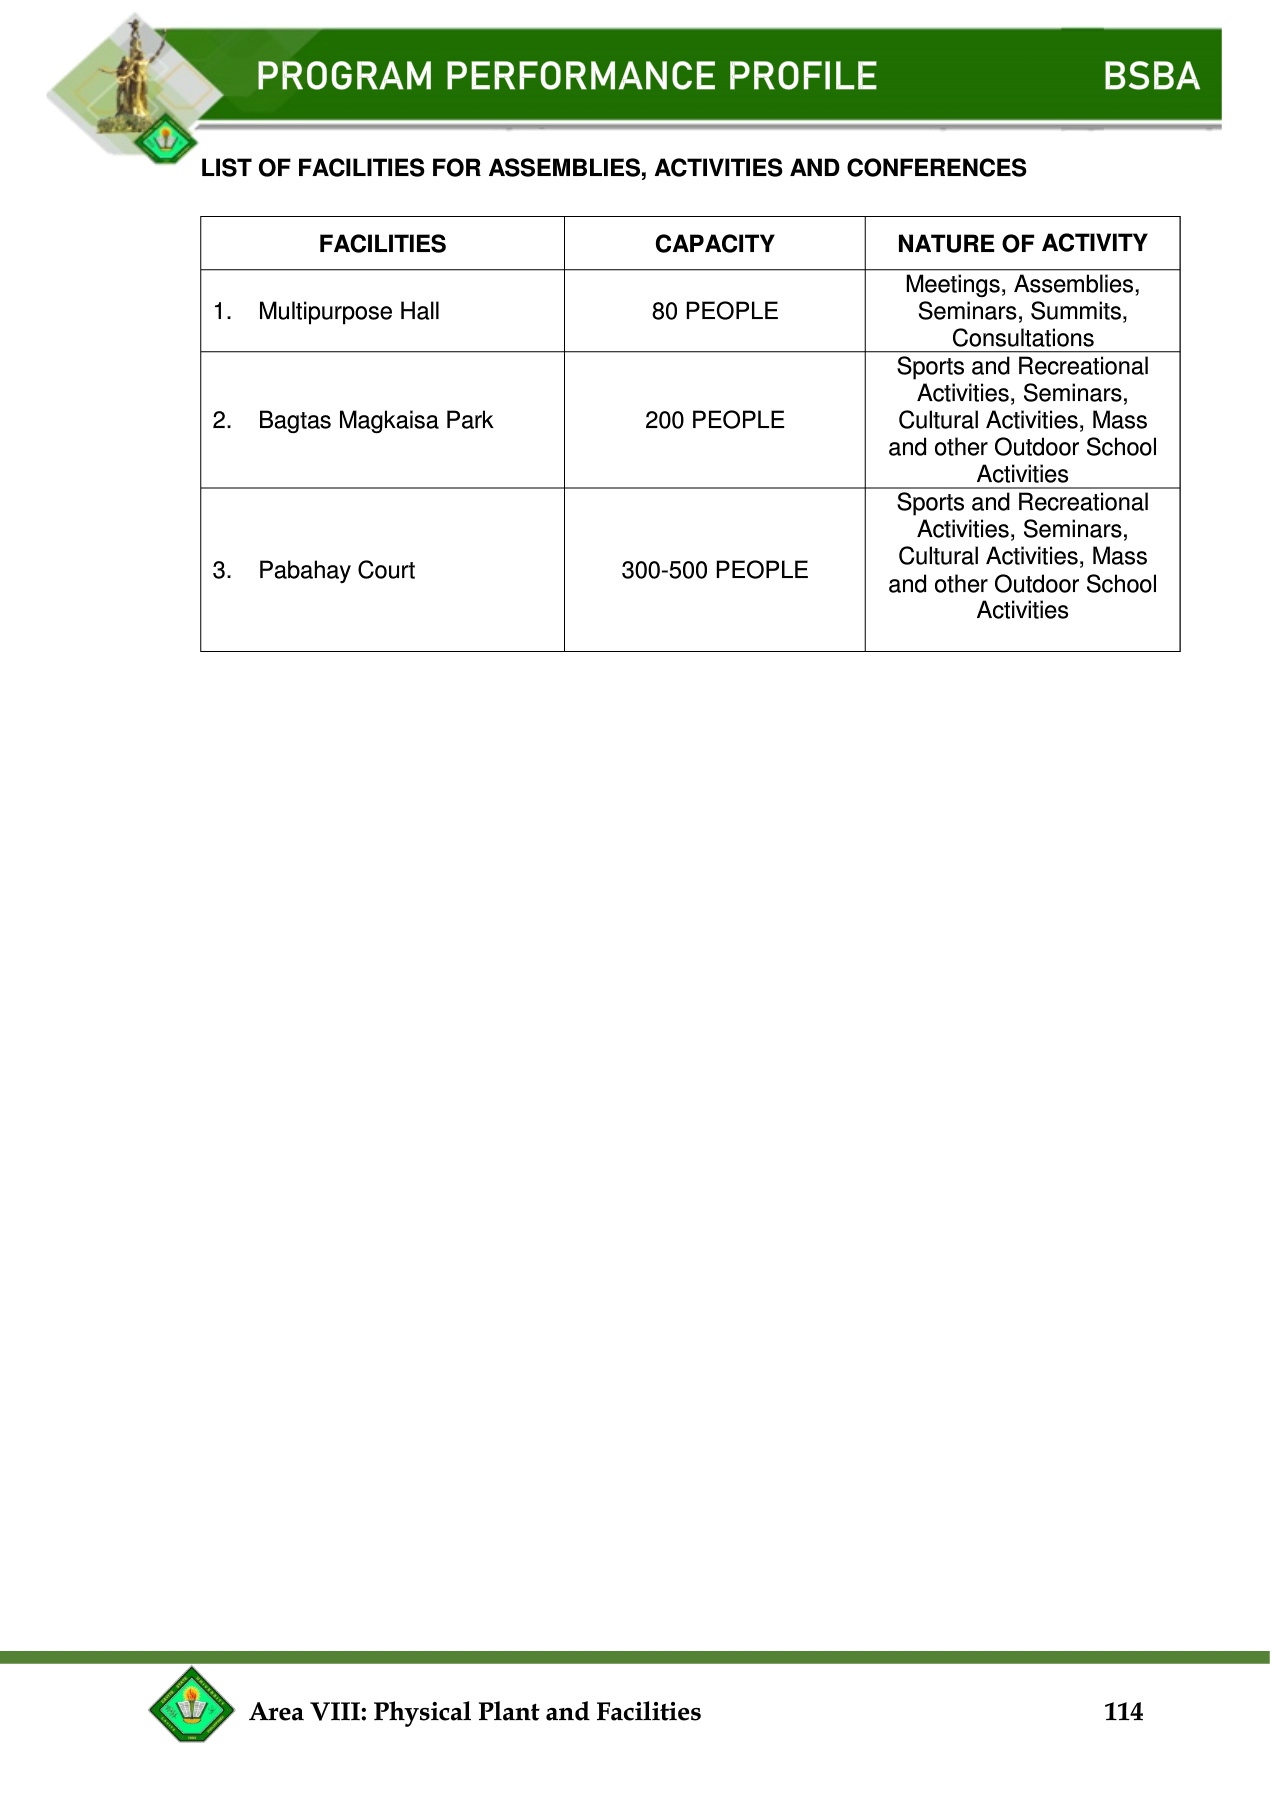 PROGRAM PERFORMANCE PROFILE BSBA
LIST OF FACILITIES FOR ASSEMBLIES, ACTIVITIES AND CONFERENCES
FACILITIES CAPACITY NATURE OF ACTIVITY
1. Multipurpose Hall 80 PEOPLE
Meetings, Assemblies,
Seminars, Summits,
Consultations
2. Bagtas Magkaisa Park 200 PEOPLE
Sports and Recreational
Activities, Seminars,
Cultural Activities, Mass
and other Outdoor School
Activities
3. Pabahay Court 300-500 PEOPLE
Sports and Recreational
Activities, Seminars,
Cultural Activities, Mass
and other Outdoor School
Activities
Area VIII: Physical Plant and Facilities 114